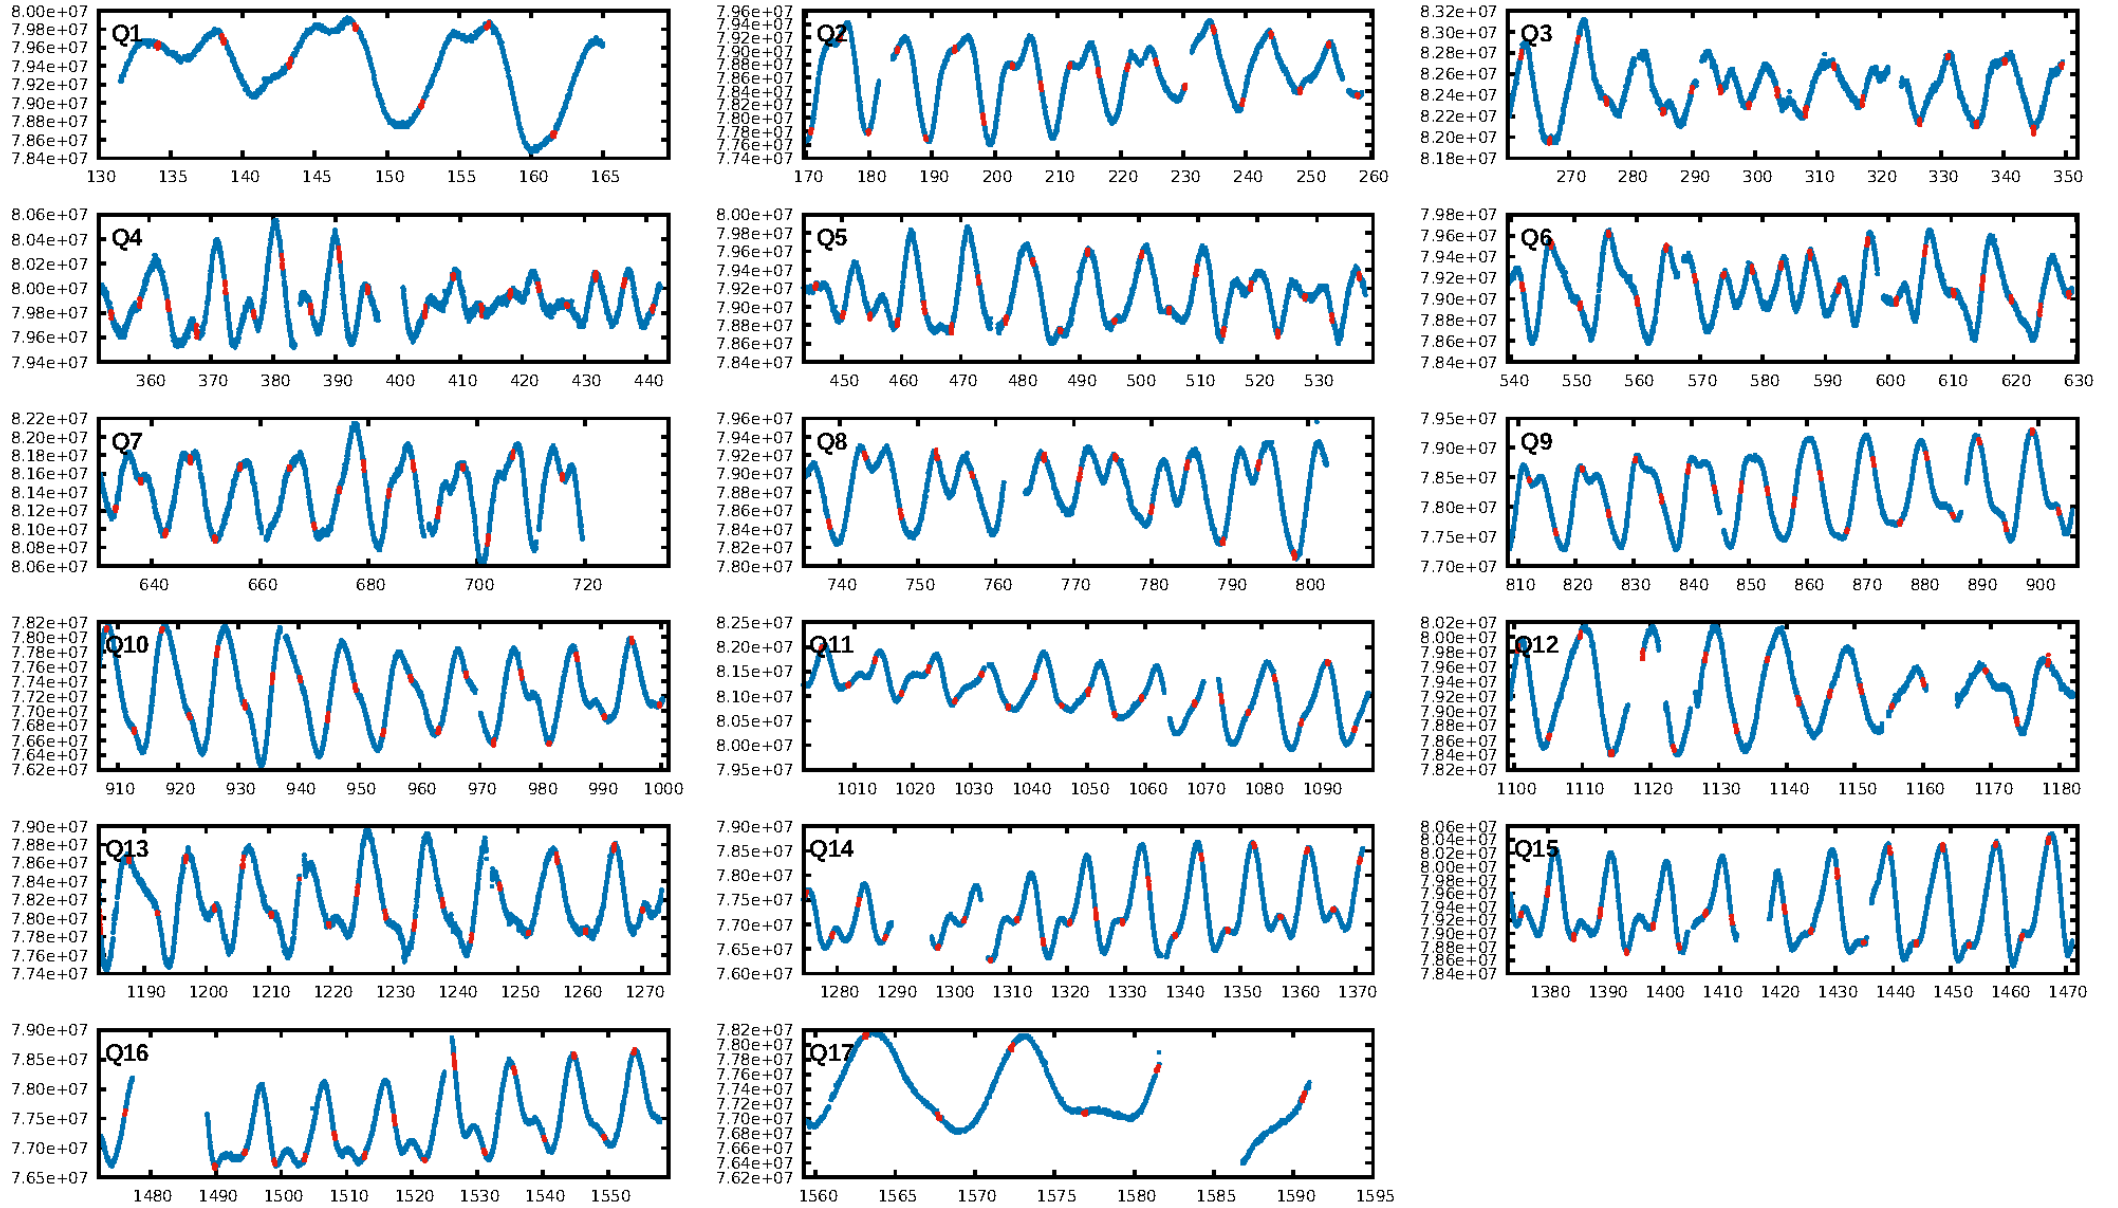 Q1
8.00e+07
7.98e+07
7.96e+07
7.94e+07
7.92e+07
7.90e+07
7.88e+07
7.86e+07
7.84e+07
130 135 140 145 150 155 160 165
Q2
7.96e+07
7.94e+07
7.92e+07
7.90e+07
7.88e+07
7.86e+07
7.84e+07
7.82e+07
7.80e+07
7.78e+07
7.76e+07
7.74e+07
170 180 190 200 210 220 230 240 250 260
Q3
8.32e+07
8.30e+07
8.28e+07
8.26e+07
8.24e+07
8.22e+07
8.20e+07
8.18e+07
270 280 290 300 310 320 330 340 350
Q4
8.06e+07
8.04e+07
8.02e+07
8.00e+07
7.98e+07
7.96e+07
7.94e+07
360 370 380 390 400 410 420 430 440
Q5
8.00e+07
7.98e+07
7.96e+07
7.94e+07
7.92e+07
7.90e+07
7.88e+07
7.86e+07
7.84e+07
450 460 470 480 490 500 510 520 530
Q6
7.98e+07
7.96e+07
7.94e+07
7.92e+07
7.90e+07
7.88e+07
7.86e+07
7.84e+07
540 550 560 570 580 590 600 610 620 630
Q7
8.22e+07
8.20e+07
8.18e+07
8.16e+07
8.14e+07
8.12e+07
8.10e+07
8.08e+07
8.06e+07
640 660 680 700 720
Q8
7.96e+07
7.94e+07
7.92e+07
7.90e+07
7.88e+07
7.86e+07
7.84e+07
7.82e+07
7.80e+07
740 750 760 770 780 790 800
Q9
7.95e+07
7.90e+07
7.85e+07
7.80e+07
7.75e+07
7.70e+07
810 820 830 840 850 860 870 880 890 900
Q10
7.82e+07
7.80e+07
7.78e+07
7.76e+07
7.74e+07
7.72e+07
7.70e+07
7.68e+07
7.66e+07
7.64e+07
7.62e+07
910 920 930 940 950 960 970 980 990 1000
Q11
8.25e+07
8.20e+07
8.15e+07
8.10e+07
8.05e+07
8.00e+07
7.95e+07
1010 1020 1030 1040 1050 1060 1070 1080 1090
Q12
8.02e+07
8.00e+07
7.98e+07
7.96e+07
7.94e+07
7.92e+07
7.90e+07
7.88e+07
7.86e+07
7.84e+07
7.82e+07
1100 1110 1120 1130 1140 1150 1160 1170 1180
Q13
7.90e+07
7.88e+07
7.86e+07
7.84e+07
7.82e+07
7.80e+07
7.78e+07
7.76e+07
7.74e+07
1190 1200 1210 1220 1230 1240 1250 1260 1270
Q14
7.90e+07
7.85e+07
7.80e+07
7.75e+07
7.70e+07
7.65e+07
7.60e+07
1280 1290 1300 1310 1320 1330 1340 1350 1360 1370
Q15
8.06e+07
8.04e+07
8.02e+07
8.00e+07
7.98e+07
7.96e+07
7.94e+07
7.92e+07
7.90e+07
7.88e+07
7.86e+07
7.84e+07
1380 1390 1400 1410 1420 1430 1440 1450 1460 1470
Q16
7.90e+07
7.85e+07
7.80e+07
7.75e+07
7.70e+07
7.65e+07
1480 1490 1500 1510 1520 1530 1540 1550
Q17
7.82e+07
7.80e+07
7.78e+07
7.76e+07
7.74e+07
7.72e+07
7.70e+07
7.68e+07
7.66e+07
7.64e+07
7.62e+07
1560 1565 1570 1575 1580 1585 1590 1595